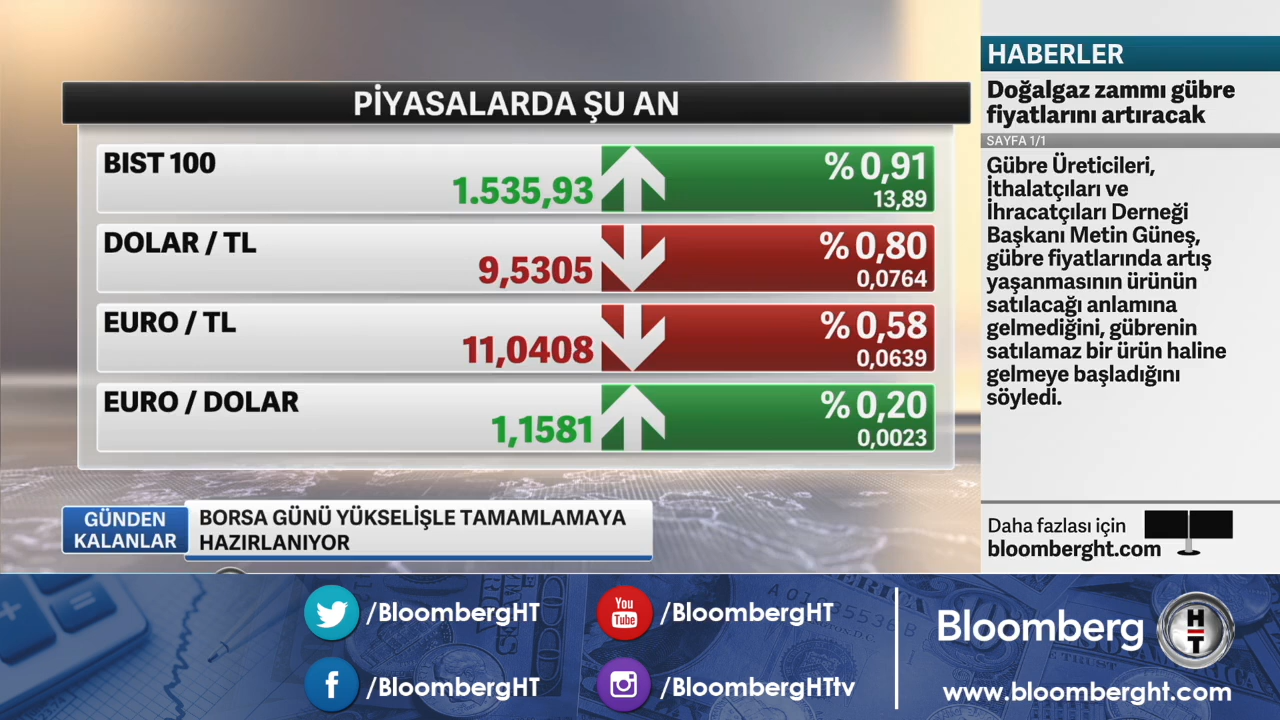 PİYASALARDA ŞU AN
BIST 100
1.535,93
% 0,91
13,89
DOLAR / TL
9,5305
% 0,80
0,0764
EURO / TL
11,0408
% 0,58
0,0639
EURO / DOLAR
1,1581
% 0,20
0,0023
GÜNDEN
KALANLAR
BORSA GÜNÜ YÜKSELİŞLE TAMAMLAMAYA
HAZIRLANIYOR
HABERLER
Doğalgaz zammı gübre
fiyatlarını artıracak
SAYFA 1/1
Gübre Üreticileri,
İthalatçıları ve
İhracatçıları Derneği
Başkanı Metin Güneş,
gübre fiyatlarında artış
yaşanmasının ürünün
satılacağı anlamına
gelmediğini, gübrenin
satılamaz bir ürün haline
gelmeye başladığını
söyledi.
Daha fazlası için
bloomberght.com
/BloombergHT
You
Tube
/BloombergHT
f
/BloombergHT
/BloombergHTtv
Bloomberg
HT
www.bloomberght.com